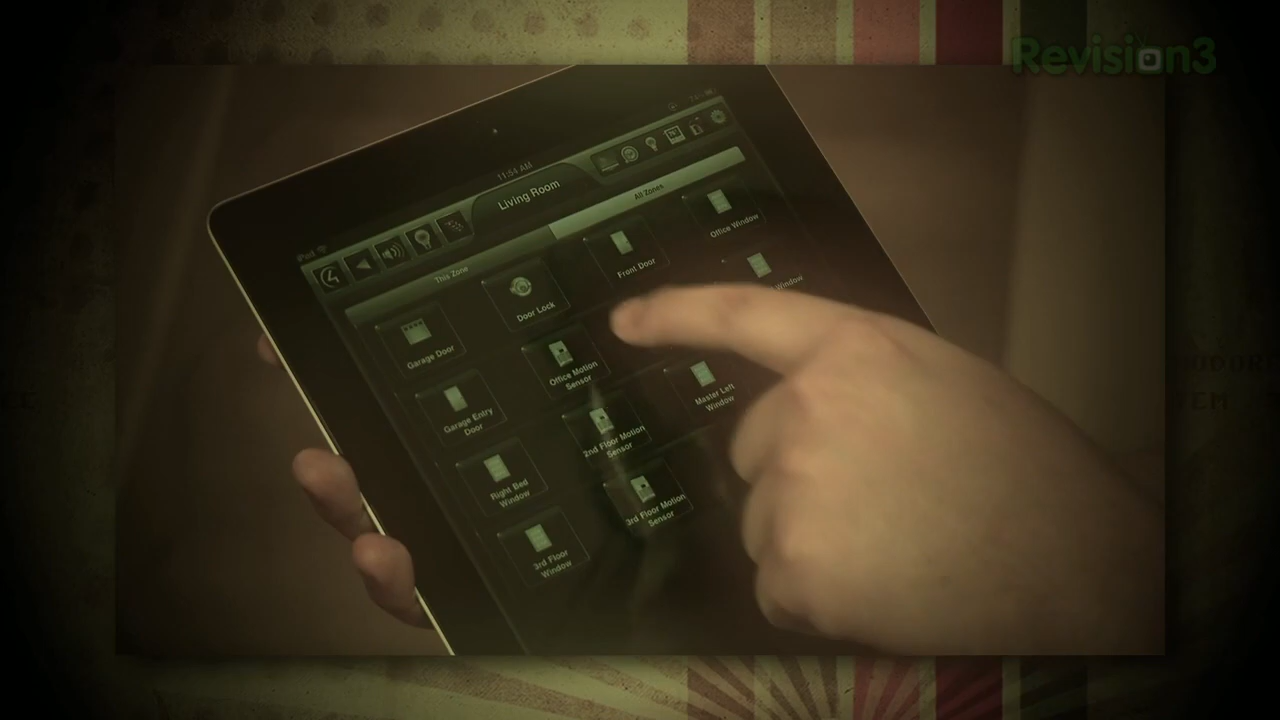 Revision3
iPad
11:54 AM
Living Room
This Zone
All Zones
Garage Door
Door Lock
Front Door
Office Window
Garage Entry
Door
Office Motion
Sensor
Window
Right Bed
Window
2nd Floor Motion
Sensor
Master Left
Window
3rd Floor
Window
3rd Floor Motion
Sensor